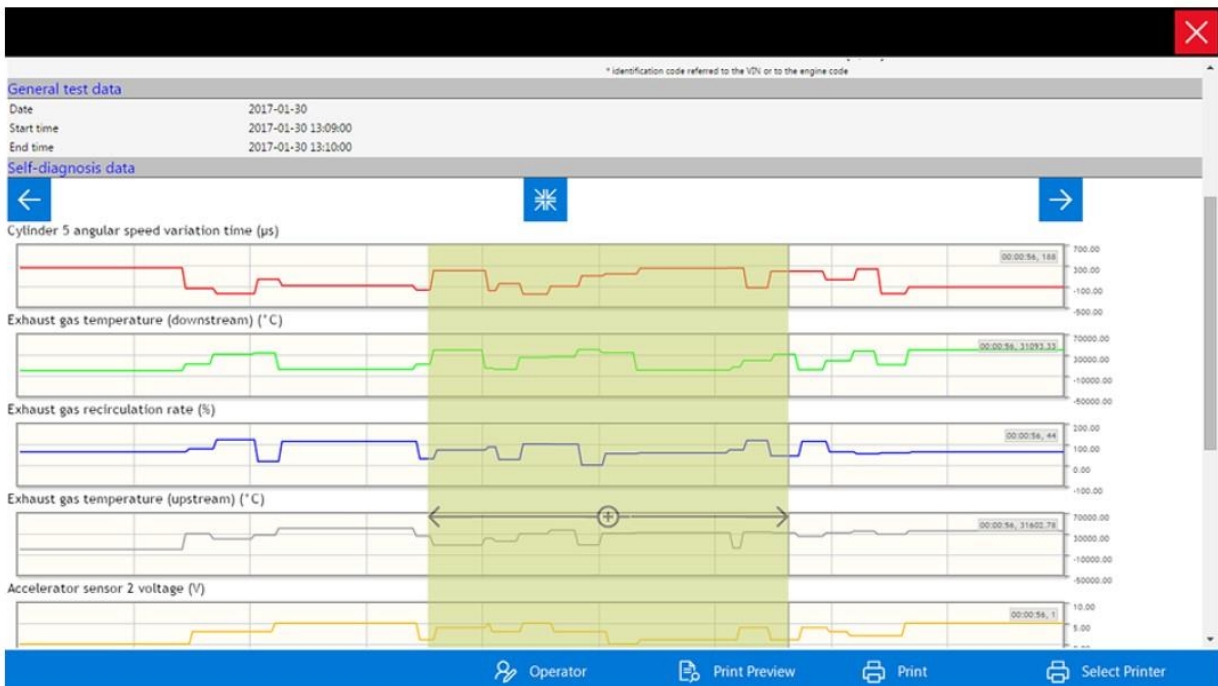 * identification code referred to the VIN or to the engine code
General test data
Date 2017-01-30
Start time 2017-01-30 13:09:00
End time 2017-01-30 13:10:00
Self-diagnosis data
Cylinder 5 angular speed variation time (µs)
00:00:56, 188
700.00
300.00
-100.00
-500.00
Exhaust gas temperature (downstream) (°C)
00:00:56, 31093.33
70000.00
30000.00
-10000.00
-50000.00
Exhaust gas recirculation rate (%)
00:00:56, 44
200.00
100.00
0.00
-100.00
Exhaust gas temperature (upstream) (°C)
00:00:56, 31602.78
70000.00
30000.00
-10000.00
-50000.00
Accelerator sensor 2 voltage (V)
00:00:56, 1
10.00
5.00
Operator Print Preview Print Select Printer